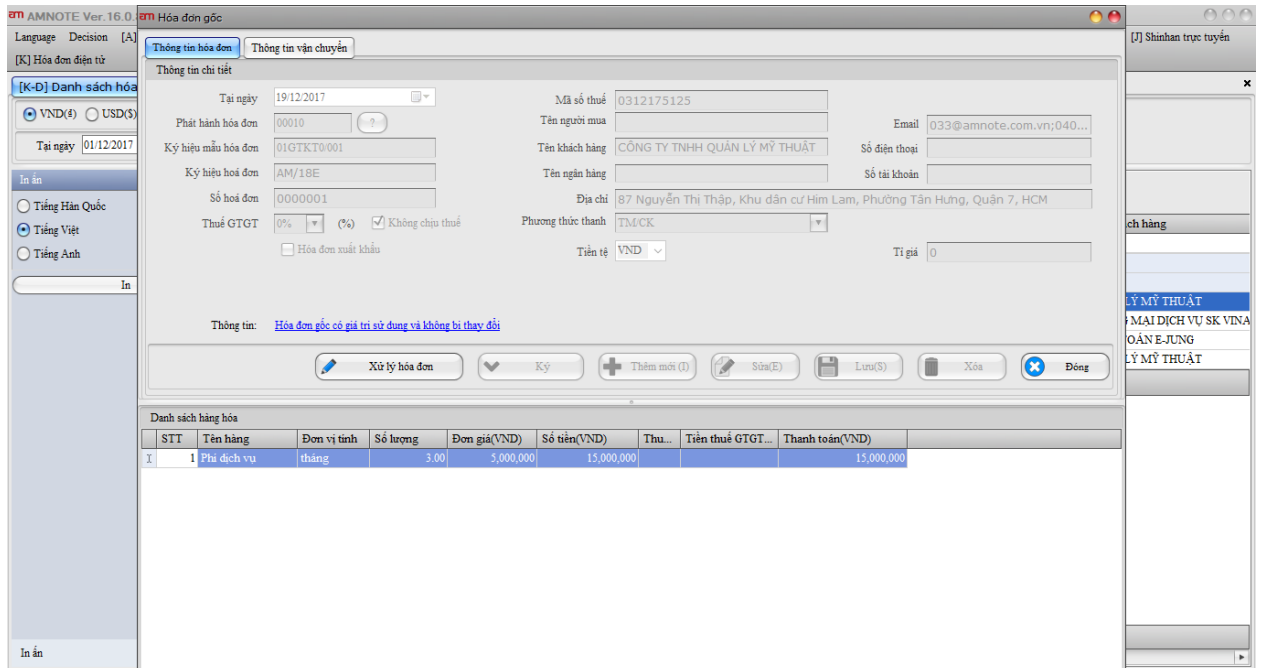 am AMNOTE Ver.16.0.
am Hóa đơn gốc
Language Decision [A]
[J] Shinhan trực tuyến
[K] Hóa đơn điện tử
[K-D] Danh sách hóa
x
VND(₫) USD($)
Tại ngày 01/12/2017
In ấn
Tiếng Hàn Quốc
Tiếng Việt
Tiếng Anh
In
In ấn
Thông tin hóa đơn Thông tin vận chuyển
Thông tin chi tiết
Tại ngày 19/12/2017
Mã số thuế 0312175125
Phát hành hóa đơn 00010 ?
Tên người mua
Email 033@amnote.com.vn;040...
Ký hiệu mẫu hóa đơn 01GTKT0/001
Tên khách hàng CÔNG TY TNHH QUẢN LÝ MỸ THUẬT
Số điện thoại
Ký hiệu hoá đơn AM/18E
Tên ngân hàng
Số tài khoản
Số hoá đơn 0000001
Địa chỉ 87 Nguyễn Thị Thập, Khu dân cư Him Lam, Phường Tân Hưng, Quận 7, HCM
Thuế GTGT 0% (%) Không chịu thuế
Phương thức thanh TM/CK
Hóa đơn xuất khẩu
Tiền tệ VND
Tỉ giá 0
Thông tin: Hóa đơn gốc có giá trị sử dụng và không bị thay đổi
Xử lý hóa đơn Ký Thêm mới (I) Sửa(E) Lưu(S) Xóa Đóng
Danh sách hàng hóa
STT Tên hàng Đơn vị tính Số lượng Đơn giá(VND) Số tiền(VND) Thu... Tiền thuế GTGT... Thanh toán(VND)
1 Phí dịch vụ tháng 3.00 5,000,000 15,000,000 15,000,000
ch hàng
LÝ MỸ THUẬT
MẠI DỊCH VỤ SK VINA
TOÁN E-JUNG
LÝ MỸ THUẬT